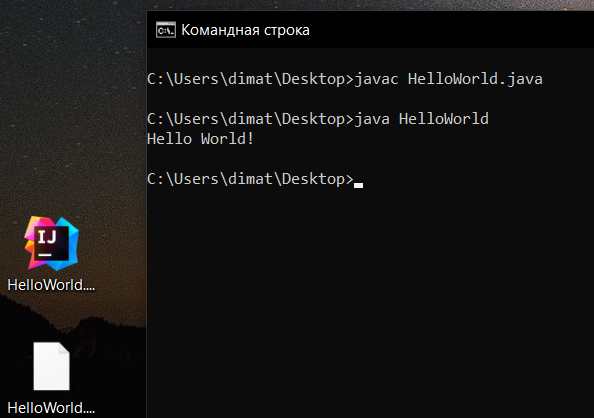 Командная строка
C:\Users\dimat\Desktop>javac HelloWorld.java
C:\Users\dimat\Desktop>java HelloWorld
Hello World!
C:\Users\dimat\Desktop>
IJ
HelloWorld....
HelloWorld....